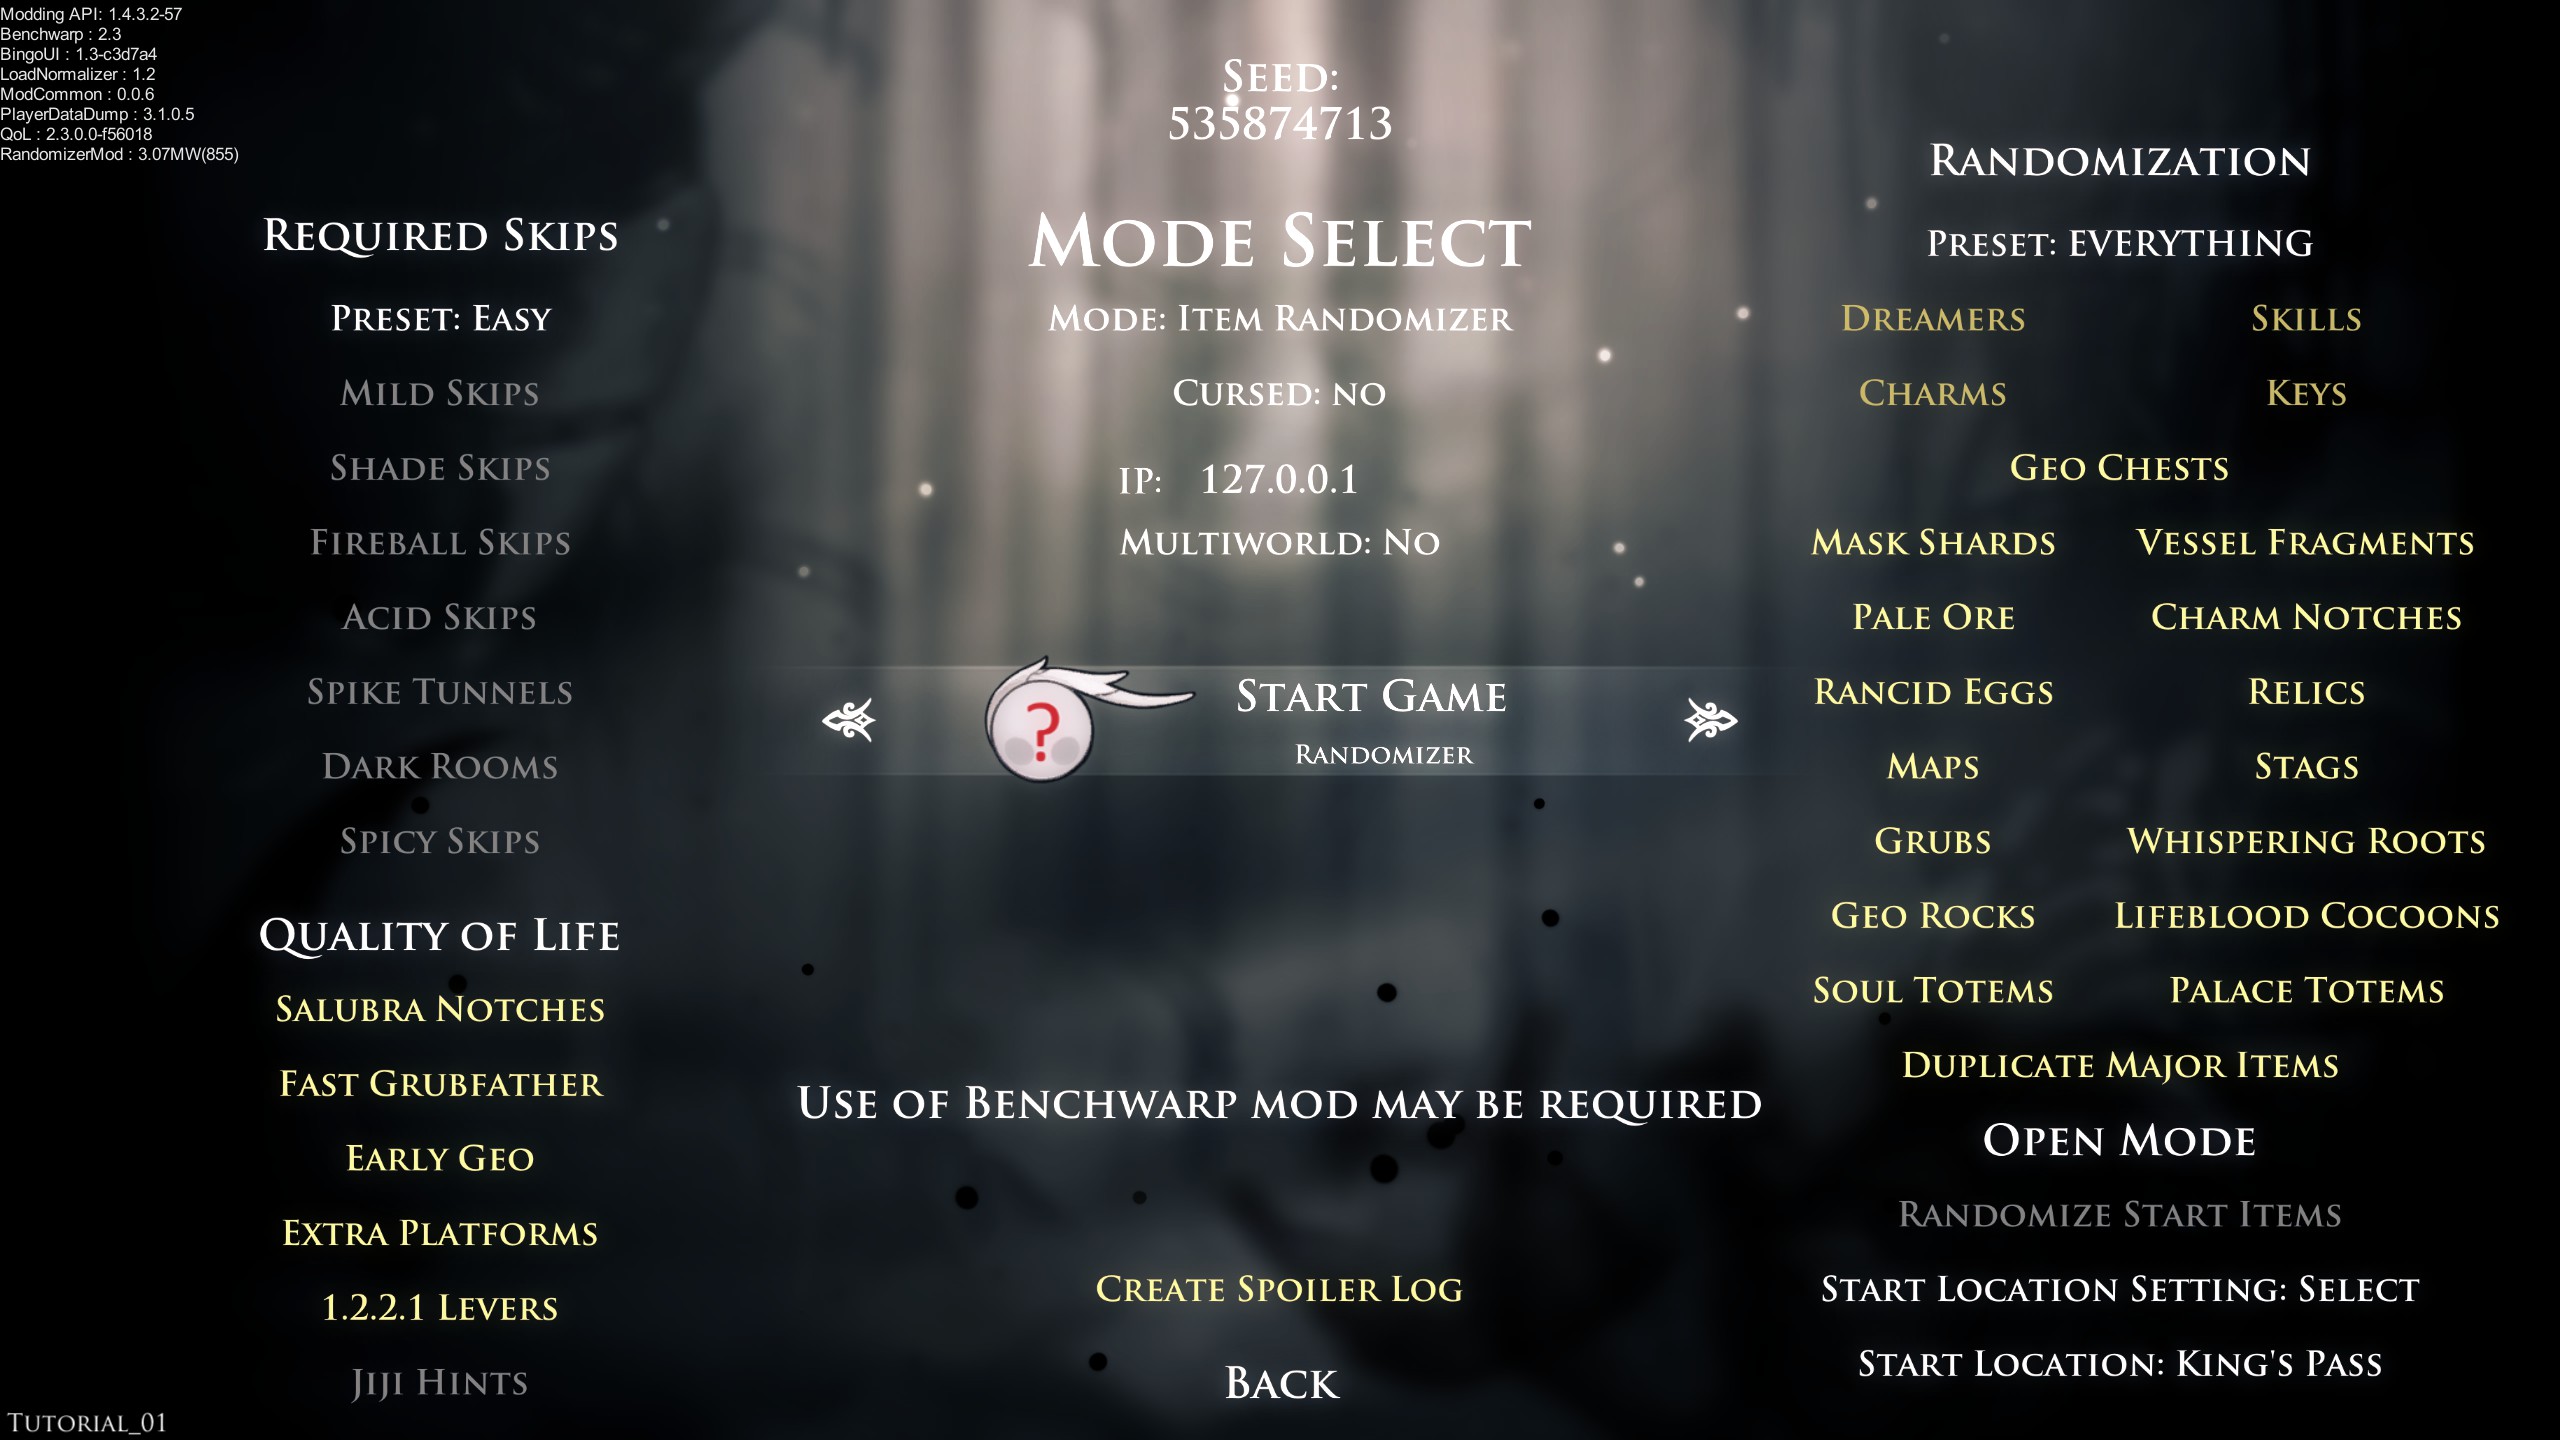 Modding API: 1.4.3.2-57
Benchwarp : 2.3
BingoUI : 1.3-c3d7a4
LoadNormalizer : 1.2
ModCommon : 0.0.6
PlayerDataDump : 3.1.0.5
QoL : 2.3.0.0-f56018
RandomizerMod : 3.07MW(855)
Required Skips
Preset: Easy
Mild Skips
Shade Skips
Fireball Skips
Acid Skips
Spike Tunnels
Dark Rooms
Spicy Skips
Quality of Life
Salubra Notches
Fast Grubfather
Early Geo
Extra Platforms
1.2.2.1 Levers
Jiji Hints
Tutorial_01
Seed:
535874713
Mode Select
Mode: Item Randomizer
Cursed: no
IP: 127.0.0.1
Multiworld: No
?
Start Game
Randomizer
Use of Benchwarp mod may be required
Create Spoiler Log
Back
Randomization
Preset: EVERYTHING
Dreamers Skills
Charms Keys
Geo Chests
Mask Shards Vessel Fragments
Pale Ore Charm Notches
Rancid Eggs Relics
Maps Stags
Grubs Whispering Roots
Geo Rocks Lifeblood Cocoons
Soul Totems Palace Totems
Duplicate Major Items
Open Mode
Randomize Start Items
Start Location Setting: Select
Start Location: King's Pass